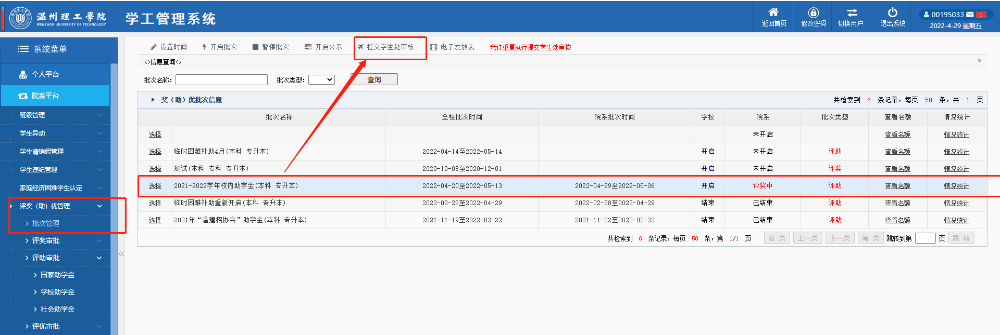 温州理工學院
WENZHOU UNIVERSITY OF TECHNOLOGY
学工管理系统
返回首页 修改密码 切换用户 退出系统
00195033 1
2022-4-29 星期五
系统菜单
个人平台
院系平台
班级管理
学生异动
学生请销假管理
学生违纪管理
家庭经济困难学生认定
评奖（助）优管理
批次管理
评奖审批
评助审批
国家助学金
学校助学金
社会助学金
评优审批
设置时间 开启批次 暂停批次 开启公示 提交学生处审核 电子发放表 允许重复执行提交学生处审核
<>信息查询<>
批次名称: 批次类型: 查询
奖（助）优批次信息 共检索到 6 条记录，每页 50 条，共 1 页
批次名称 全校批次时间 院系批次时间 学校 院系 批次类型 查看名额 情况统计
选择 未开启 查看名额 情况统计
选择 临时困难补助4月(本科 专升本) 2022-04-14至2022-05-14 开启 未开启 评助 查看名额 情况统计
选择 测试(本科 专科 专升本) 2020-10-08至2020-12-01 开启 未开启 评奖 查看名额 情况统计
选择 2021-2022学年校内助学金(本科 专升本) 2022-04-20至2022-05-13 2022-04-29至2022-05-06 开启 评奖中 评助 查看名额 情况统计
选择 临时困难补助重新开启(本科 专升本) 2022-02-22至2022-04-29 2022-02-28至2022-04-29 结束 已结束 评助 查看名额 情况统计
选择 2021年“温建招协会”助学金(本科 专升本) 2021-11-19至2022-02-22 2021-11-22至2022-02-22 结束 已结束 评助 查看名额 情况统计
共检索到 6 条记录，每页 50 条，第 1/1 页 首 页 上一页 下一页 尾 页 跳转到第 页 跳 转